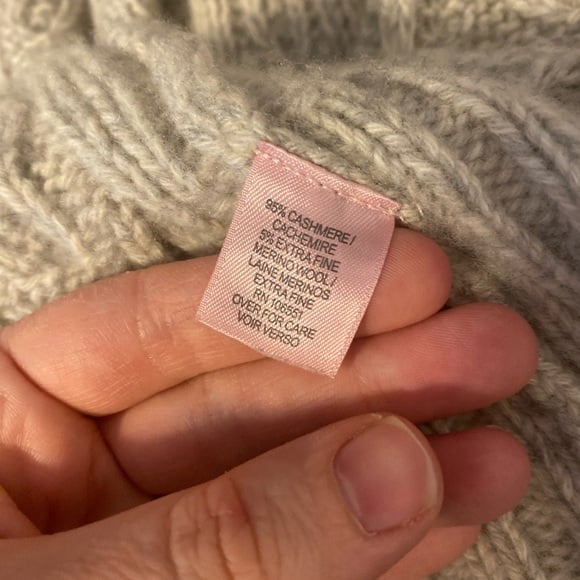 95% CASHMERE /
CACHEMIRE
5% EXTRA FINE
MERINO WOOL /
LAINE MERINOS
EXTRA FINE
RN 106551
OVER FOR CARE
VOIR VERSO